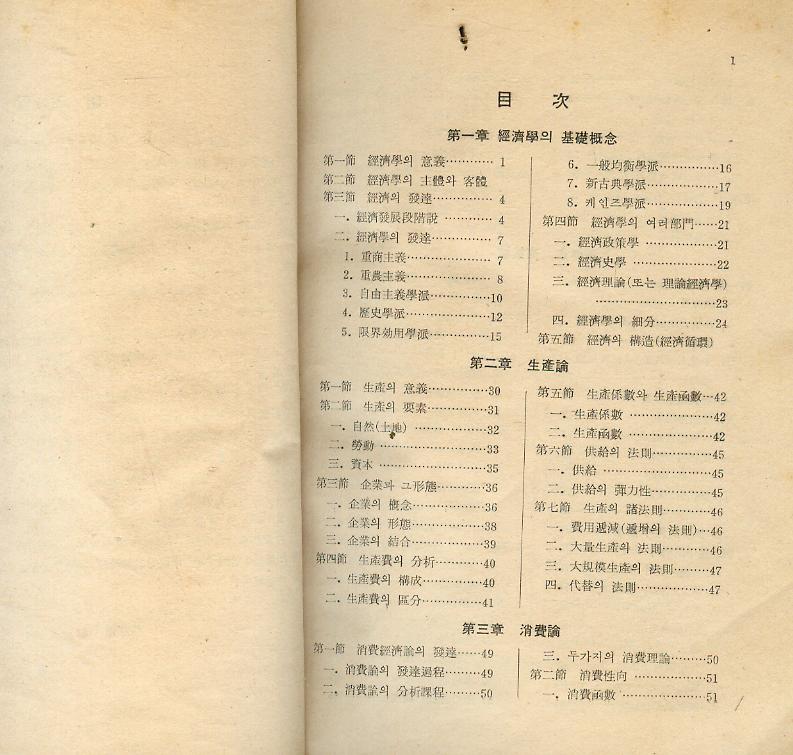 1
目 次
第一章 經濟學의 基礎概念
第一節 經濟學의 意義………… 1
第二節 經濟學의 主體와 客體
第三節 經濟의 發達………… 4
一. 經濟發展段階説 ………… 4
二. 經濟學의 發達………… 7
1. 重商主義………… 7
2. 重農主義………… 8
3. 自由主義學派…………10
4. 歷史學派…………12
5. 限界効用學派…………15
6. 一般均衡學派…………16
7. 新古典學派…………17
8. 케인즈學派…………19
第四節 經濟學의 여러部門……21
一. 經濟政策學 …………21
二. 經濟史學 …………22
三. 經濟理論(또는 理論經濟學)
…………23
四. 經濟學의 細分…………24
第五節 經濟의 構造(經濟循環)
第二章 生產論
第一節 生產의 意義…………30
第二節 生產의 要素…………31
一. 自然(土地) …………32
二. 勞動 …………33
三. 資本 …………35
第三節 企業과 그形態…………36
一. 企業의 概念…………36
二. 企業의 形態…………38
三. 企業의 結合…………39
第四節 生產費의 分析…………40
一. 生產費의 構成…………40
二. 生產費의 區分…………41
第五節 生產係數와 生產函數…42
一. 生產係數 …………42
二. 生產函數 …………42
第六節 供給의 法則…………45
一. 供給 …………45
二. 供給의 彈力性…………45
第七節 生產의 諸法則…………46
一. 費用遞減(遞增의 法則)…46
二. 大量生產의 法則…………46
三. 大規模生產의 法則………47
四. 代替의 法則…………47
第三章 消費論
第一節 消費經濟論의 發達……49
一. 消費論의 發達過程………49
二. 消費論의 分析課程………50
三. 두가지의 消費理論………50
第二節 消費性向 …………51
一. 消費函數 …………51